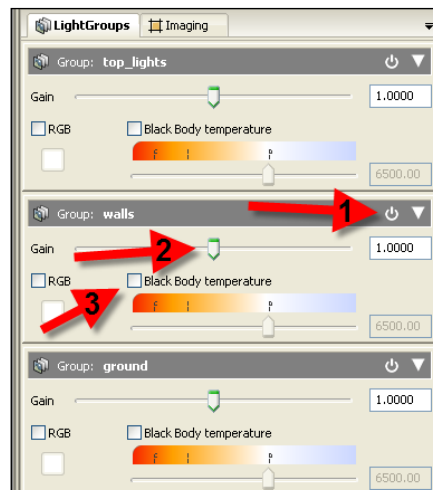 LightGroups Imaging
Group: top_lights
Gain 1.0000
RGB Black Body temperature
F I P
6500.00
Group: walls 1
Gain 2 1.0000
RGB 3 Black Body temperature
F I P
6500.00
Group: ground
Gain 1.0000
RGB Black Body temperature
F I P
6500.00